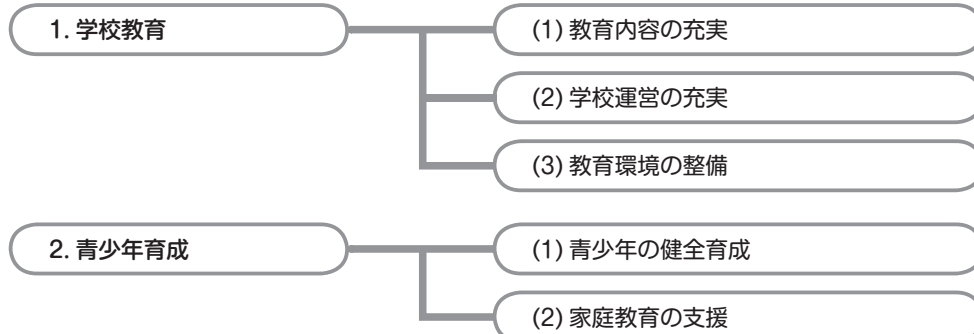 1. 学校教育
(1) 教育内容の充実
(2) 学校運営の充実
(3) 教育環境の整備
2. 青少年育成
(1) 青少年の健全育成
(2) 家庭教育の支援